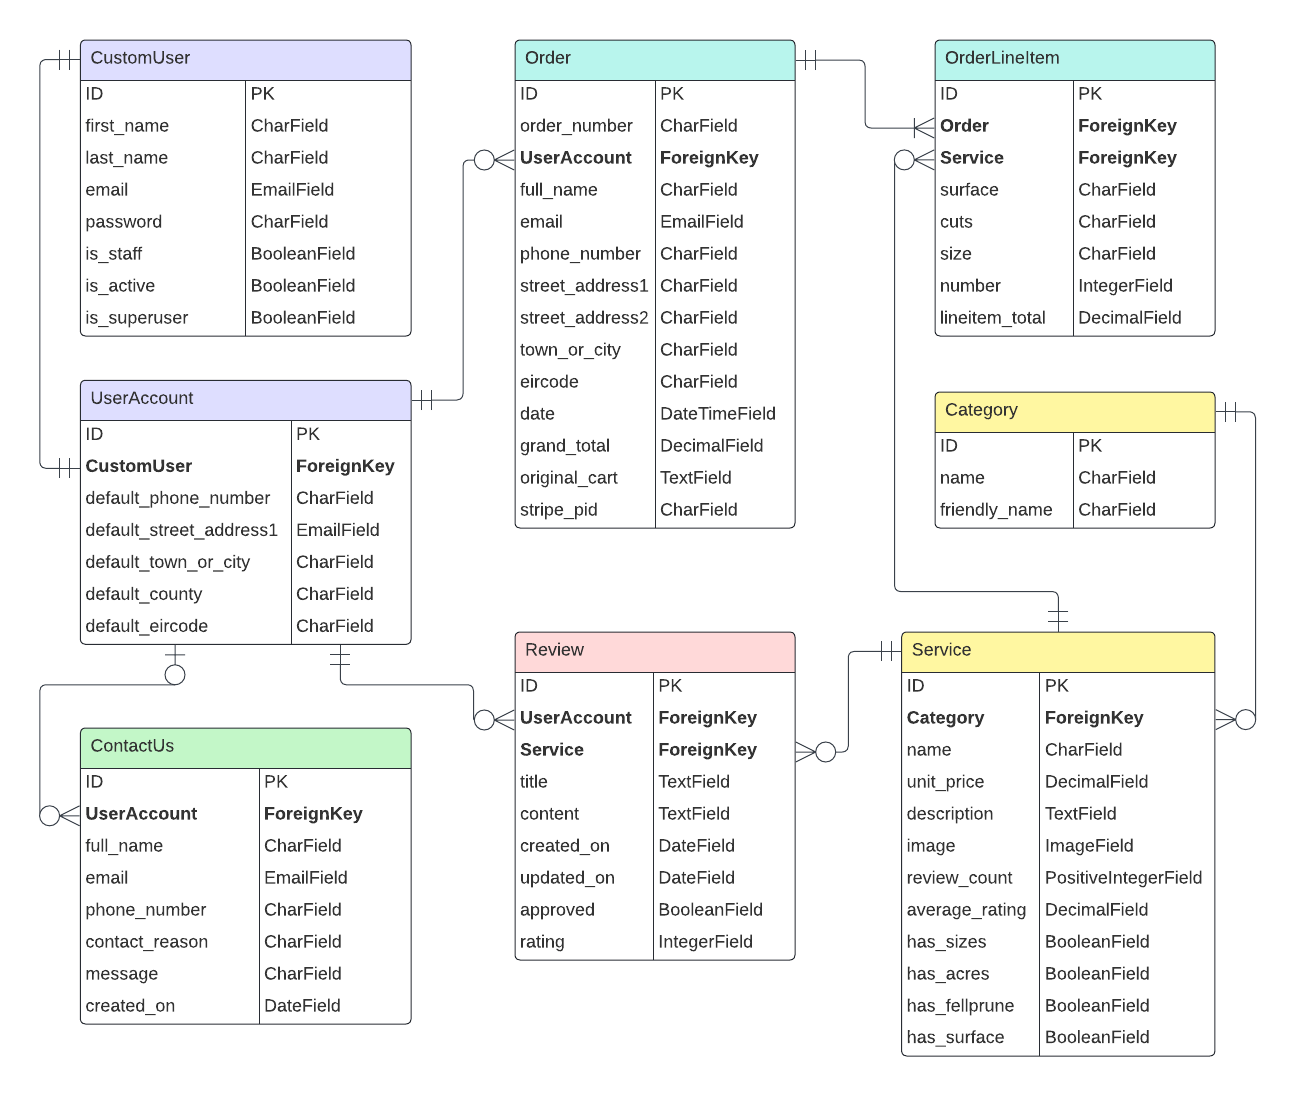 CustomUser
ID PK
first_name CharField
last_name CharField
email EmailField
password CharField
is_staff BooleanField
is_active BooleanField
is_superuser BooleanField
UserAccount
ID PK
CustomUser ForeignKey
default_phone_number CharField
default_street_address1 EmailField
default_town_or_city CharField
default_county CharField
default_eircode CharField
ContactUs
ID PK
UserAccount ForeignKey
full_name CharField
email EmailField
phone_number CharField
contact_reason CharField
message CharField
created_on DateField
Order
ID PK
order_number CharField
UserAccount ForeignKey
full_name CharField
email EmailField
phone_number CharField
street_address1 CharField
street_address2 CharField
town_or_city CharField
eircode CharField
date DateTimeField
grand_total DecimalField
original_cart TextField
stripe_pid CharField
Review
ID PK
UserAccount ForeignKey
Service ForeignKey
title TextField
content TextField
created_on DateField
updated_on DateField
approved BooleanField
rating IntegerField
OrderLineItem
ID PK
Order ForeignKey
Service ForeignKey
surface CharField
cuts CharField
size CharField
number IntegerField
lineitem_total DecimalField
Category
ID PK
name CharField
friendly_name CharField
Service
ID PK
Category ForeignKey
name CharField
unit_price DecimalField
description TextField
image ImageField
review_count PositiveIntegerField
average_rating DecimalField
has_sizes BooleanField
has_acres BooleanField
has_fellprune BooleanField
has_surface BooleanField